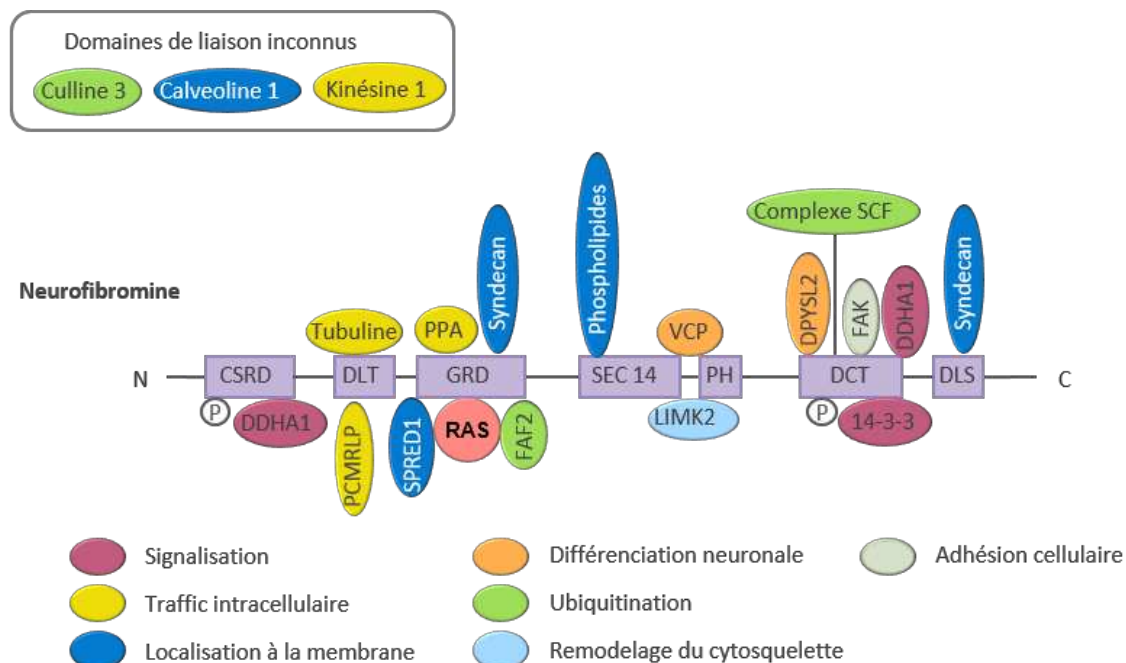 Domaines de liaison inconnus
Culline 3 Calveoline 1 Kinésine 1
Phospholipides
Syndecan
Complexe SCF
Syndecan
Neurofibromine
Tubuline PPA VCP DPYSL2 FAK DDHA1
N CSRD DLT GRD SEC 14 PH DCT DLS C
P DDHA1 PCMRLP SPRED1 RAS FAF2 LIMK2 P 14-3-3
Signalisation Différenciation neuronale Adhésion cellulaire
Traffic intracellulaire Ubiquitination
Localisation à la membrane Remodelage du cytosquelette